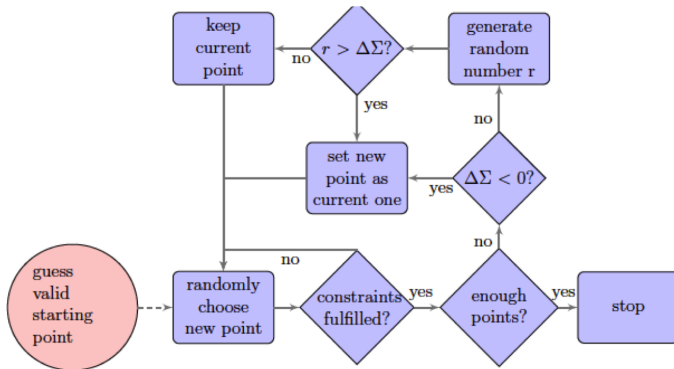 keep
current
point
no
r > ΔΣ?
generate
random
number r
yes
no
set new
point as
current one
yes
ΔΣ < 0?
no
guess
valid
starting
point
randomly
choose
new point
no
constraints
fulfilled?
yes
enough
points?
yes
stop